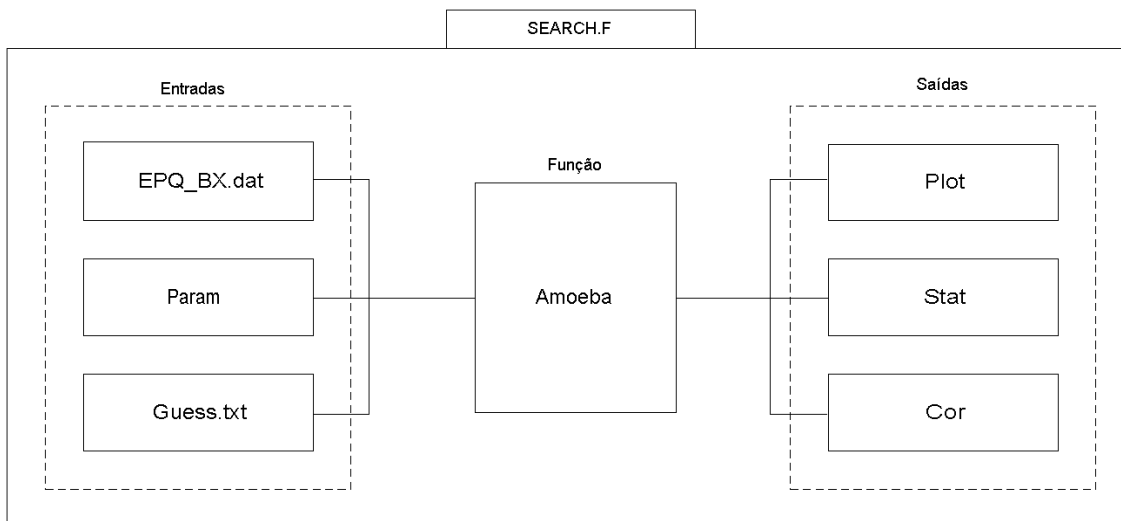 SEARCH.F
Entradas
EPQ_BX.dat
Param
Guess.txt
Função
Amoeba
Saídas
Plot
Stat
Cor